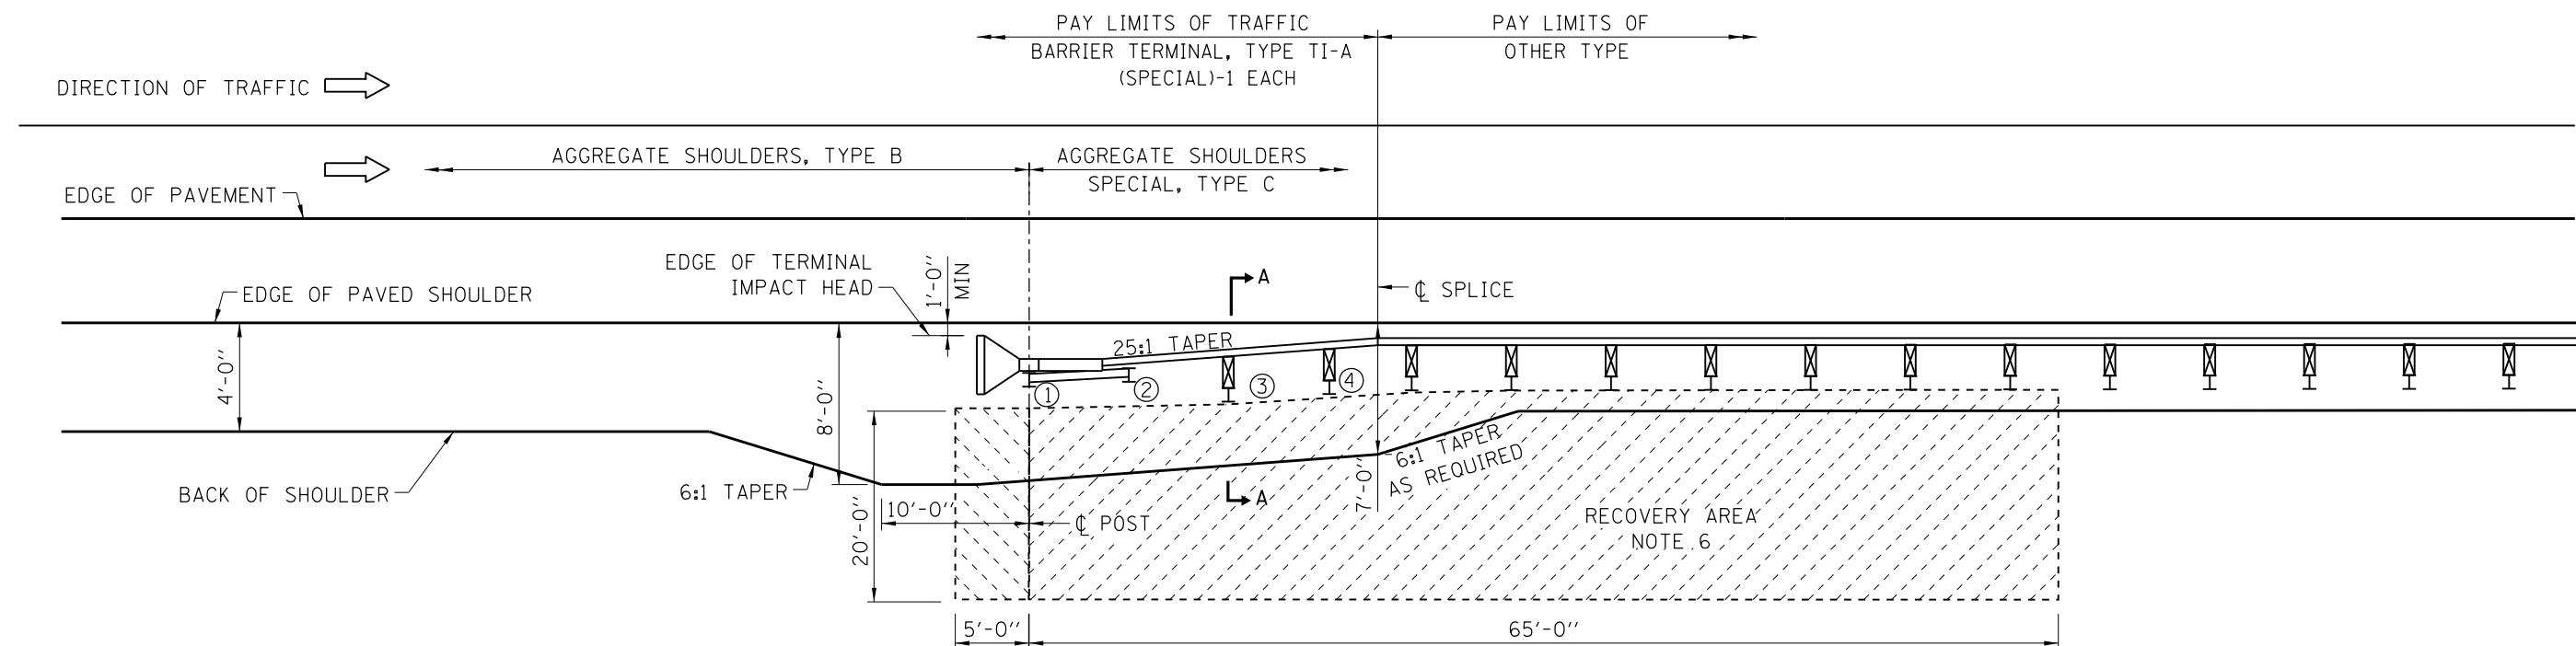 PAY LIMITS OF TRAFFIC
BARRIER TERMINAL, TYPE TI-A
(SPECIAL)-1 EACH
PAY LIMITS OF
OTHER TYPE
DIRECTION OF TRAFFIC
AGGREGATE SHOULDERS, TYPE B
AGGREGATE SHOULDERS
SPECIAL, TYPE C
EDGE OF PAVEMENT
EDGE OF TERMINAL
IMPACT HEAD
1'-0''
MIN
A
EDGE OF PAVED SHOULDER
℄ SPLICE
25:1 TAPER
4'-0''
8'-0''
1
2
3
4
BACK OF SHOULDER
6:1 TAPER
20'-0''
10'-0''
℄ POST
A
7'-0''
6:1 TAPER
AS REQUIRED
RECOVERY AREA
NOTE 6
5'-0''
65'-0''